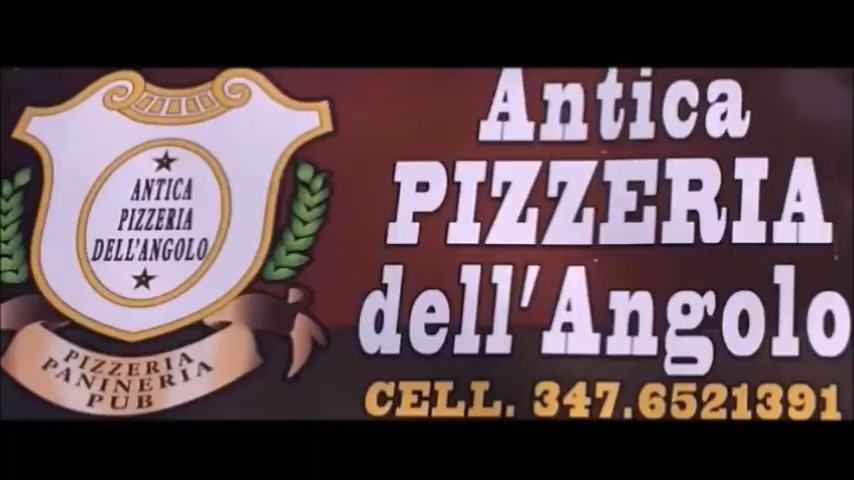 ANTICA
PIZZERIA
DELL'ANGOLO
PIZZERIA
PANINERIA
PUB
Antica
PIZZERIA
dell'Angolo
CELL. 347.6521391